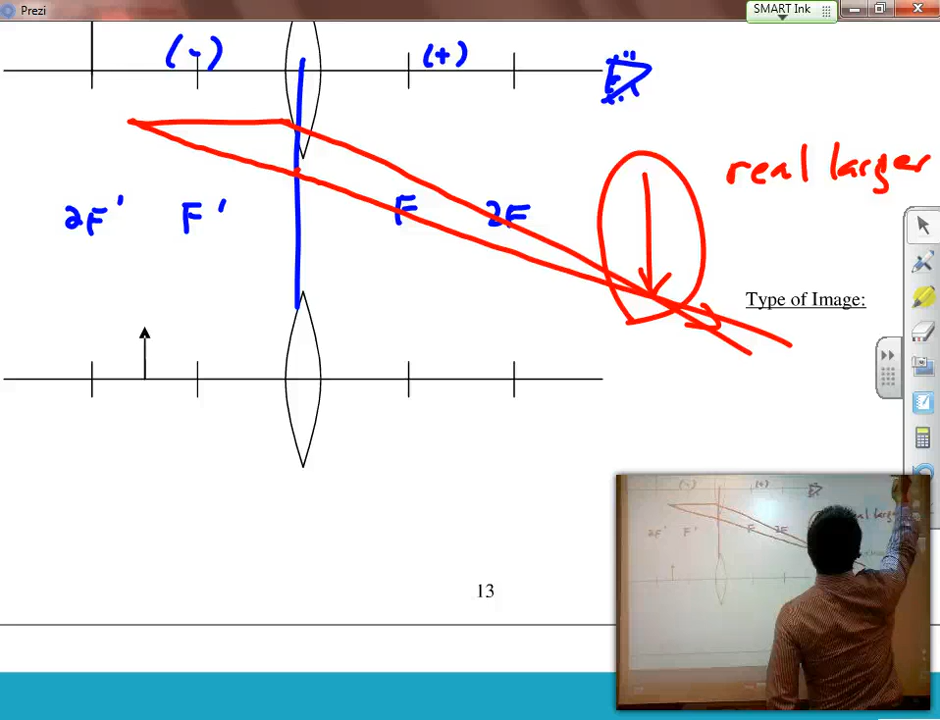 Prezi
SMART Ink
(-)
(+)
real larger
2F'
F'
F
2F
Type of Image:
13